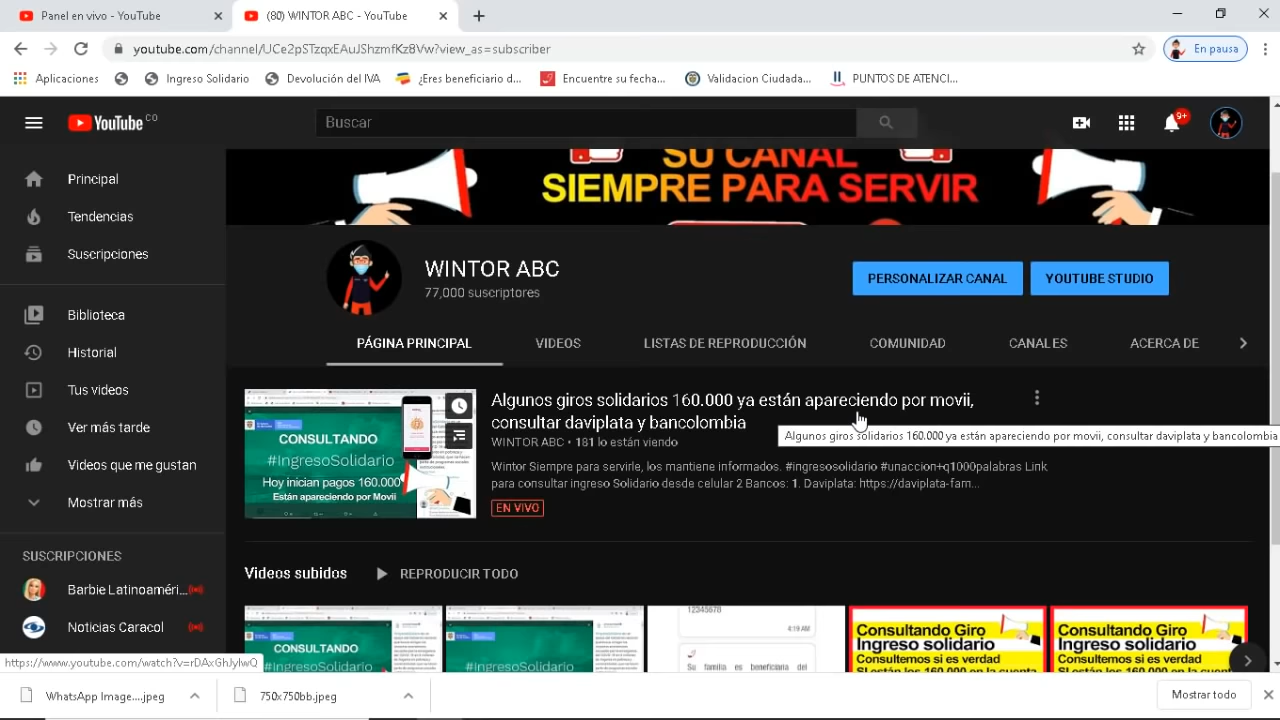 Panel en vivo - YouTube
(80) WINTOR ABC - YouTube
youtube.com/channel/UCe2pSTzqxEAuJShzmfKz8Vw?view_as=subscriber
En pausa
Aplicaciones
Ingreso Solidario
Devolución del IVA
¿Eres beneficiario d...
Encuentre su fecha...
Validacion Ciudada...
PUNTOS DE ATENCI...
YouTube CO
Buscar
9+
SU CANAL
SIEMPRE PARA SERVIR
Principal
Tendencias
Suscripciones
Biblioteca
Historial
Tus videos
Ver más tarde
Videos que me
Mostrar más
SUSCRIPCIONES
Barbie Latinoaméri...
Noticias Caracol
WINTOR ABC
77,000 suscriptores
PERSONALIZAR CANAL
YOUTUBE STUDIO
PÁGINA PRINCIPAL
VIDEOS
LISTAS DE REPRODUCCIÓN
COMUNIDAD
CANALES
ACERCA DE
CONSULTANDO
#IngresoSolidario
Hoy inician pagos 160.000
Están apareciendo por Movii
Algunos giros solidarios 160.000 ya están apareciendo por movii,
consultar daviplata y bancolombia
Algunos giros solidarios 160.000 ya están apareciendo por movii, consultar daviplata y bancolombia
WINTOR ABC • 181 lo están viendo
Wintor Siempre para servirle, los mantiene informados. #ingresosolidario #unaccion+q1000palabras Link
para consultar ingreso Solidario desde celular 2 Bancos: 1. Daviplata: https://daviplata-fam...
EN VIVO
Videos subidos
REPRODUCIR TODO
CONSULTANDO
#IngresoSolidario
CONSULTANDO
#IngresoSolidario
12345678
4:19 AM
Su familia es beneficiaria del
Consultando Giro
Ingreso solidario
Consultemos si es verdad
Consultando Giro
Ingreso solidario
Consultemos si es verdad
WhatsApp Image....jpeg
750x750bb.jpeg
Mostrar todo